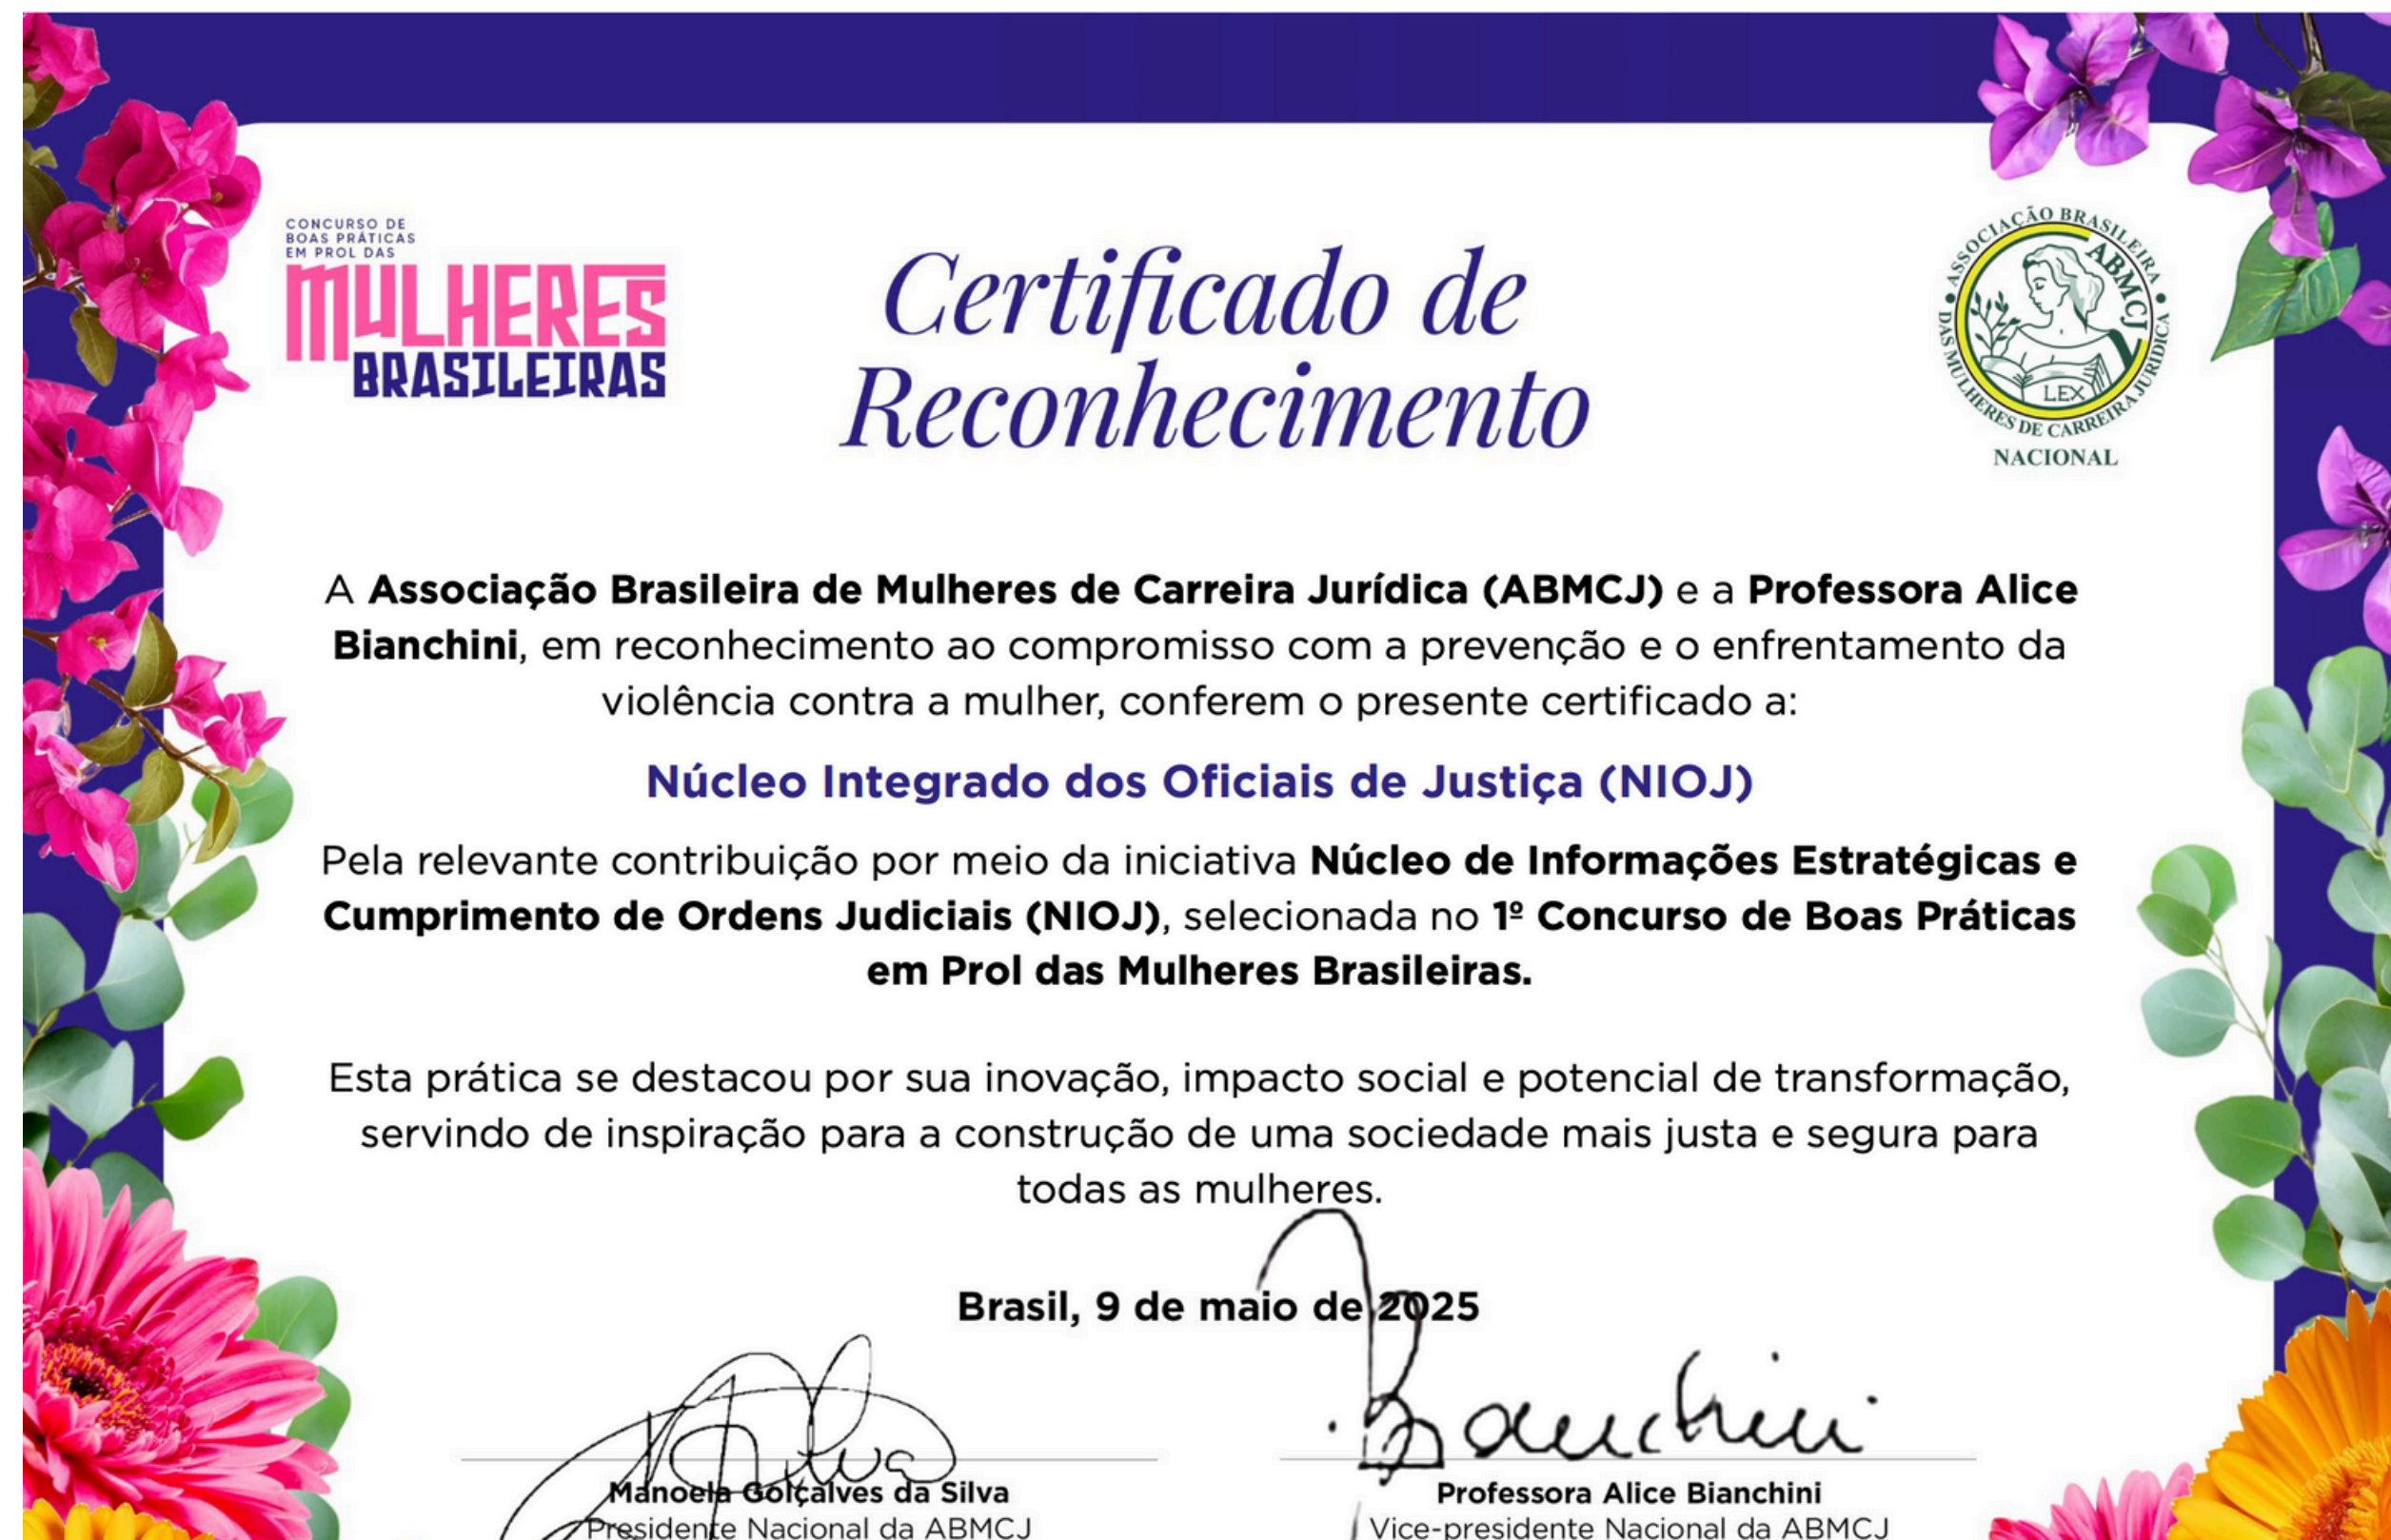 CONCURSO DE
BOAS PRÁTICAS
EM PROL DAS
MULHERES
BRASILEIRAS
Certificado de
Reconhecimento
ASSOCIAÇÃO BRASILEIRA
DAS MULHERES DE CARREIRA JURIDICA
ABMCJ
LEX
NACIONAL
A Associação Brasileira de Mulheres de Carreira Jurídica (ABMCJ) e a Professora Alice
Bianchini, em reconhecimento ao compromisso com a prevenção e o enfrentamento da
violência contra a mulher, conferem o presente certificado a:
Núcleo Integrado dos Oficiais de Justiça (NIOJ)
Pela relevante contribuição por meio da iniciativa Núcleo de Informações Estratégicas e
Cumprimento de Ordens Judiciais (NIOJ), selecionada no 1º Concurso de Boas Práticas
em Prol das Mulheres Brasileiras.
Esta prática se destacou por sua inovação, impacto social e potencial de transformação,
servindo de inspiração para a construção de uma sociedade mais justa e segura para
todas as mulheres.
Brasil, 9 de maio de 2025
Silva
Bianchini
Manoela Golçalves da Silva
Presidente Nacional da ABMCJ
Professora Alice Bianchini
Vice-presidente Nacional da ABMCJ